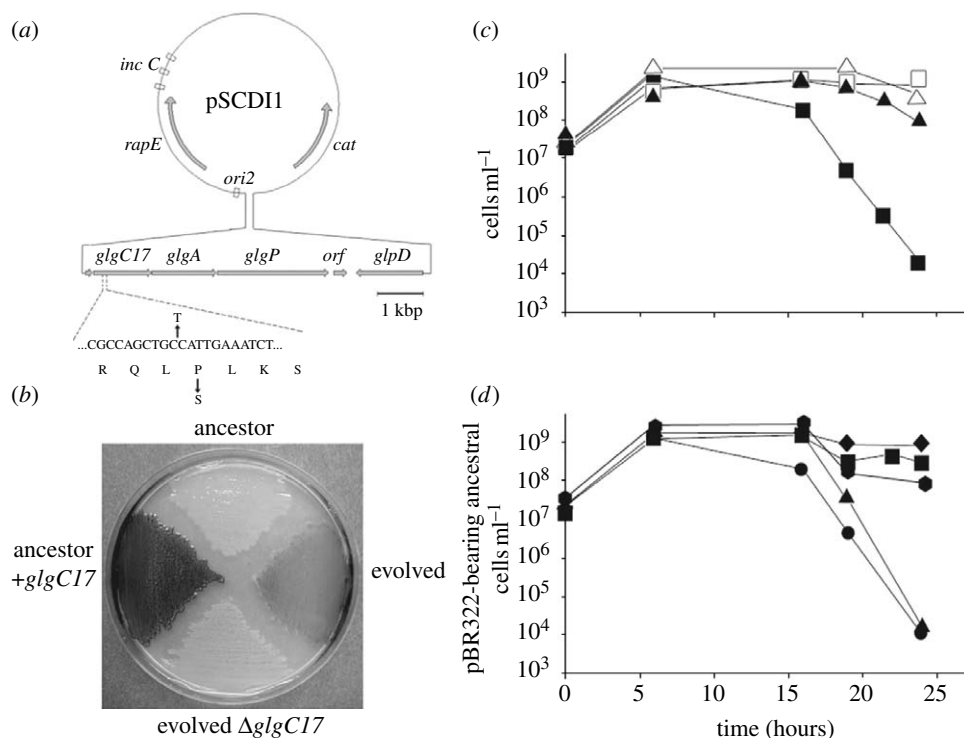 (a)
inc C
pSCDI1
rapE
cat
ori2
glgC17 glgA glgP orf glpD
1 kbp
T
...CGCCAGCTGCCATTGAAATCT...
R Q L P L K S
S
(b)
ancestor
ancestor
+glgC17
evolved
evolved ΔglgC17
(c)
cells ml⁻¹
10⁹
10⁸
10⁷
10⁶
10⁵
10⁴
10³
(d)
pBR322-bearing ancestral
cells ml⁻¹
10⁹
10⁸
10⁷
10⁶
10⁵
10⁴
10³
0 5 10 15 20 25
time (hours)